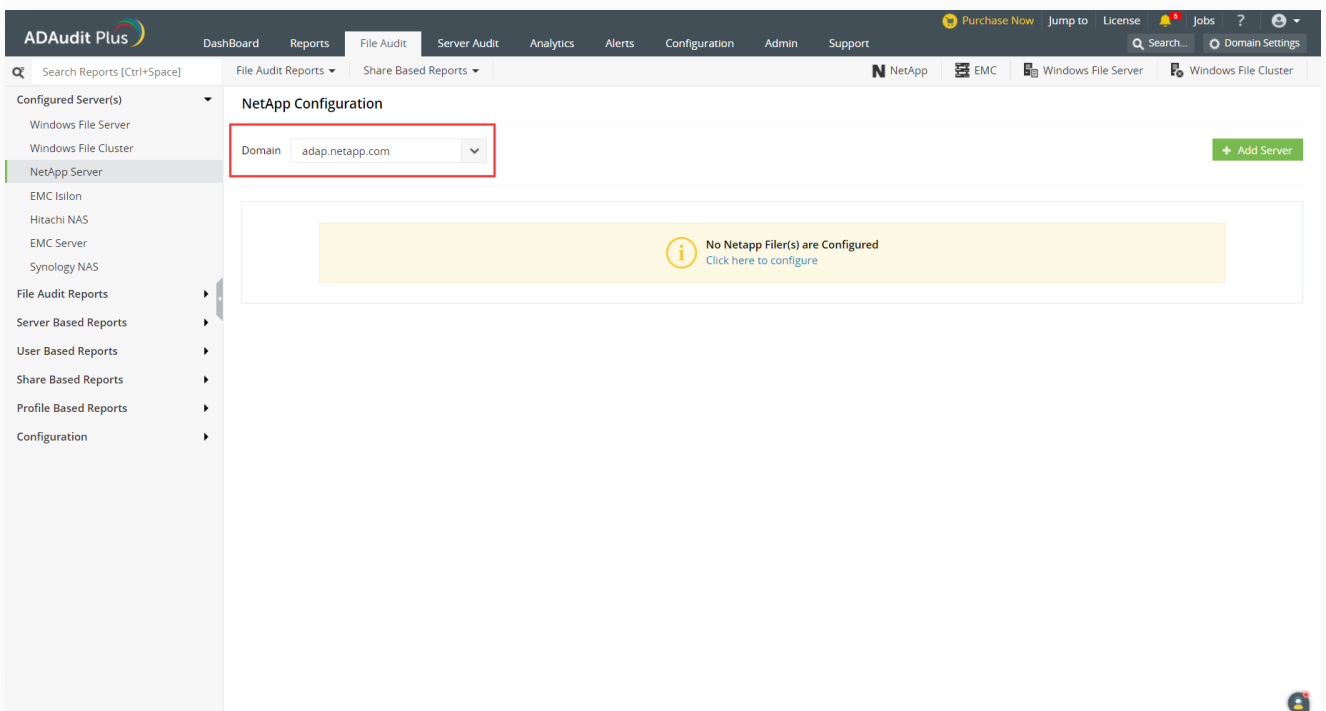 Purchase Now Jump to License 6 Jobs ?
ADAudit Plus
DashBoard Reports File Audit Server Audit Analytics Alerts Configuration Admin Support Search... Domain Settings
Search Reports [Ctrl+Space] File Audit Reports Share Based Reports NetApp EMC Windows File Server Windows File Cluster
Configured Server(s)
Windows File Server
Windows File Cluster
NetApp Server
EMC Isilon
Hitachi NAS
EMC Server
Synology NAS
File Audit Reports
Server Based Reports
User Based Reports
Share Based Reports
Profile Based Reports
Configuration
NetApp Configuration
Domain adap.netapp.com + Add Server
No Netapp Filer(s) are Configured
Click here to configure